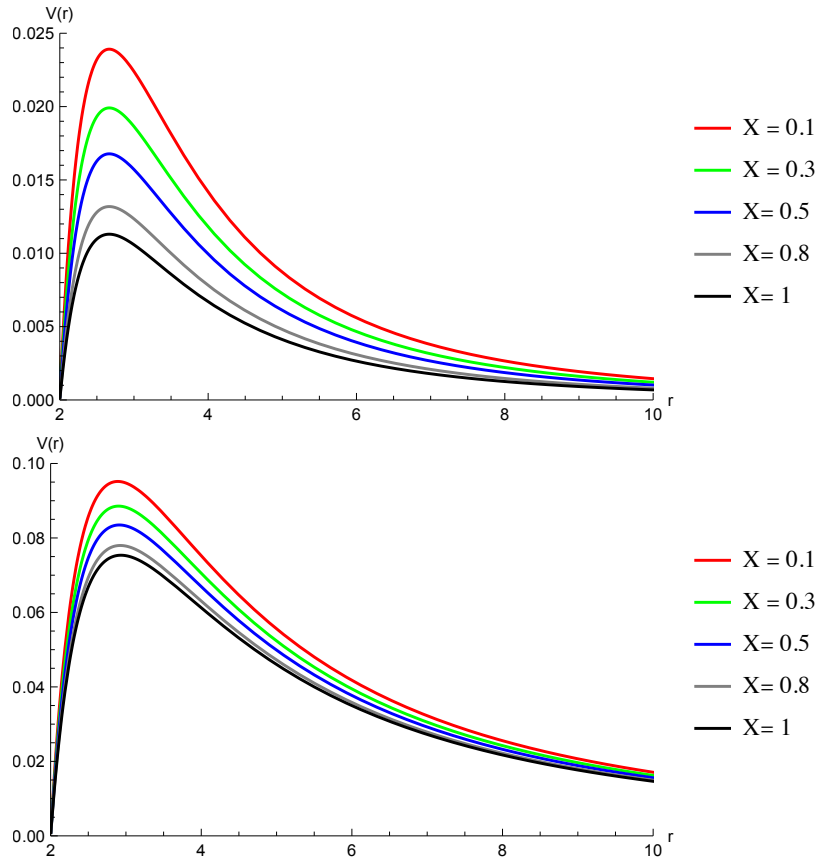 V(r)
0.025
0.020
0.015
0.010
0.005
0.000
2
4
6
8
10
r
X = 0.1
X = 0.3
X= 0.5
X= 0.8
X= 1
V(r)
0.10
0.08
0.06
0.04
0.02
0.00
2
4
6
8
10
r
X = 0.1
X = 0.3
X= 0.5
X= 0.8
X= 1